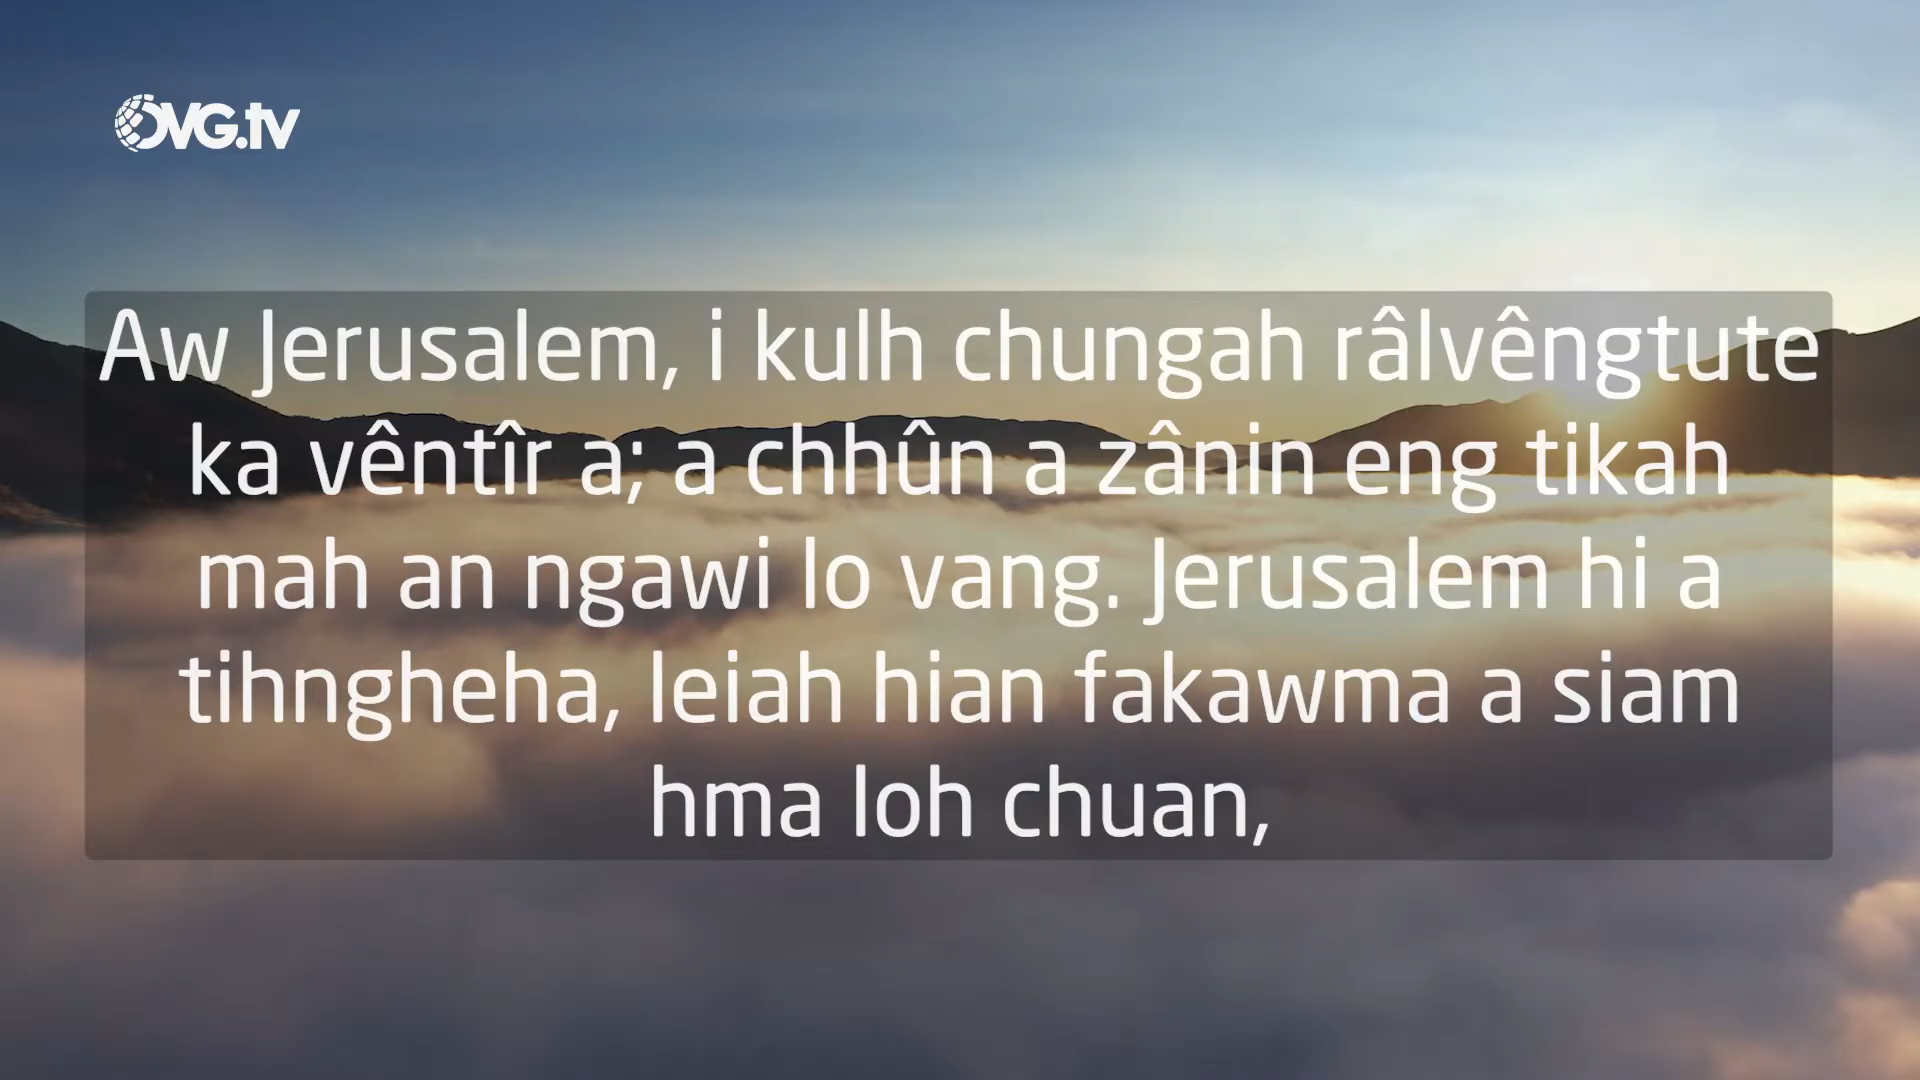 OVG.tv
Aw Jerusalem, i kulh chungah râlvêngtute
ka vêntîr a; a chhûn a zânin eng tikah
mah an ngawi lo vang. Jerusalem hi a
tihngheha, leiah hian fakawma a siam
hma loh chuan,